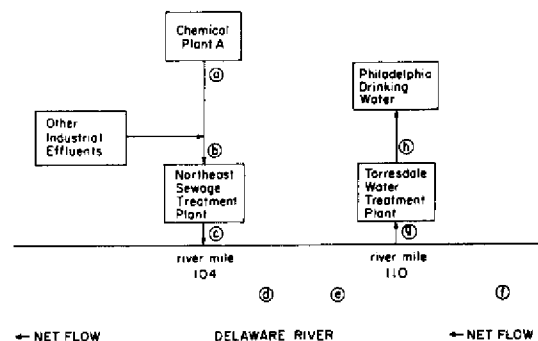 Chemical
Plant A
ⓐ
Philadelphia
Drinking
Water
Other
Industrial
Effluents
ⓑ
ⓗ
Northeast
Sewage
Treatment
Plant
Torresdale
Water
Treatment
Plant
ⓒ
ⓖ
river mile
104
river mile
110
ⓓ
ⓔ
ⓕ
← NET FLOW
DELAWARE RIVER
← NET FLOW